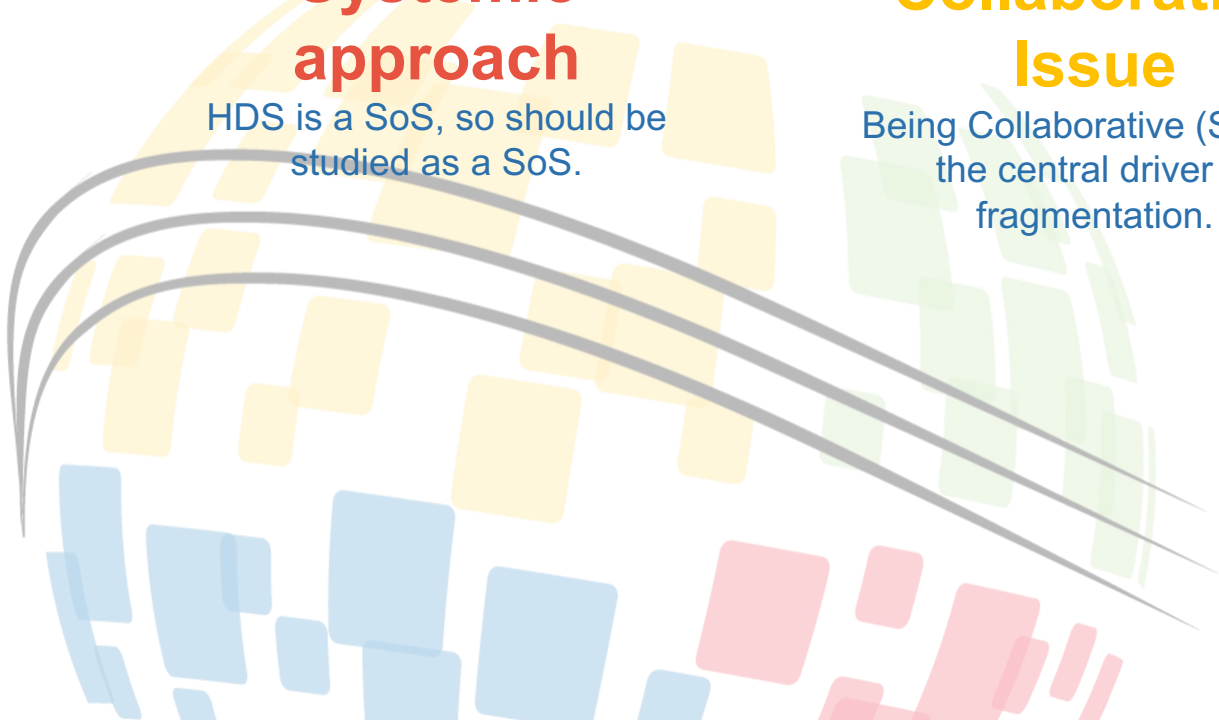 approach
HDS is a SoS, so should be
studied as a SoS.
Issue
Being Collaborative
the central driver
fragmentation.